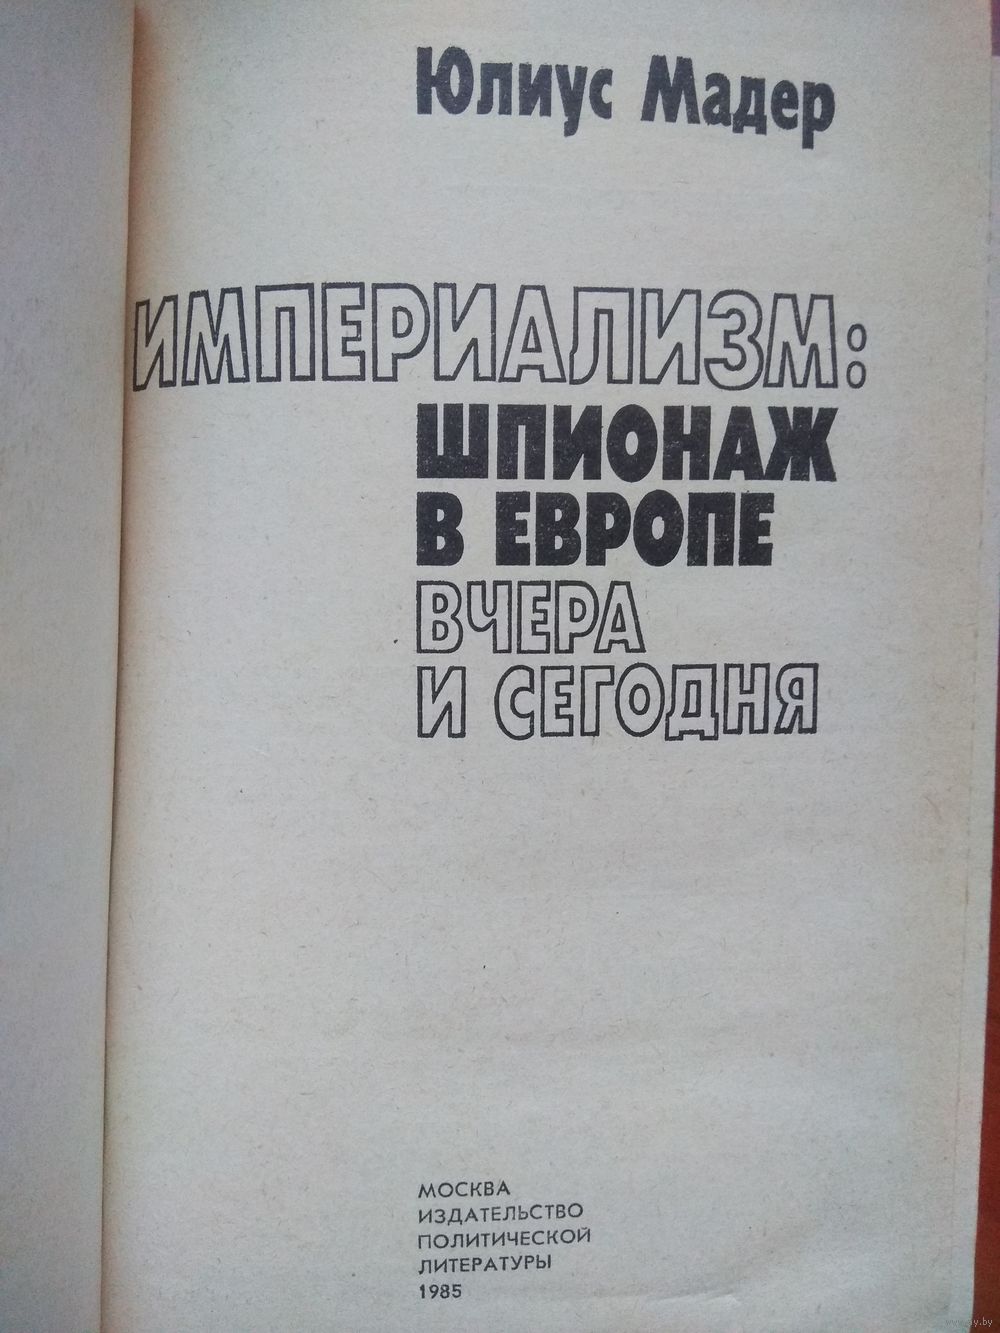 Юлиус Мадер
ИМПЕРИАЛИЗМ:
ШПИОНАЖ
В ЕВРОПЕ
ВЧЕРА
И СЕГОДНЯ
МОСКВА
ИЗДАТЕЛЬСТВО
ПОЛИТИЧЕСКОЙ
ЛИТЕРАТУРЫ
1985